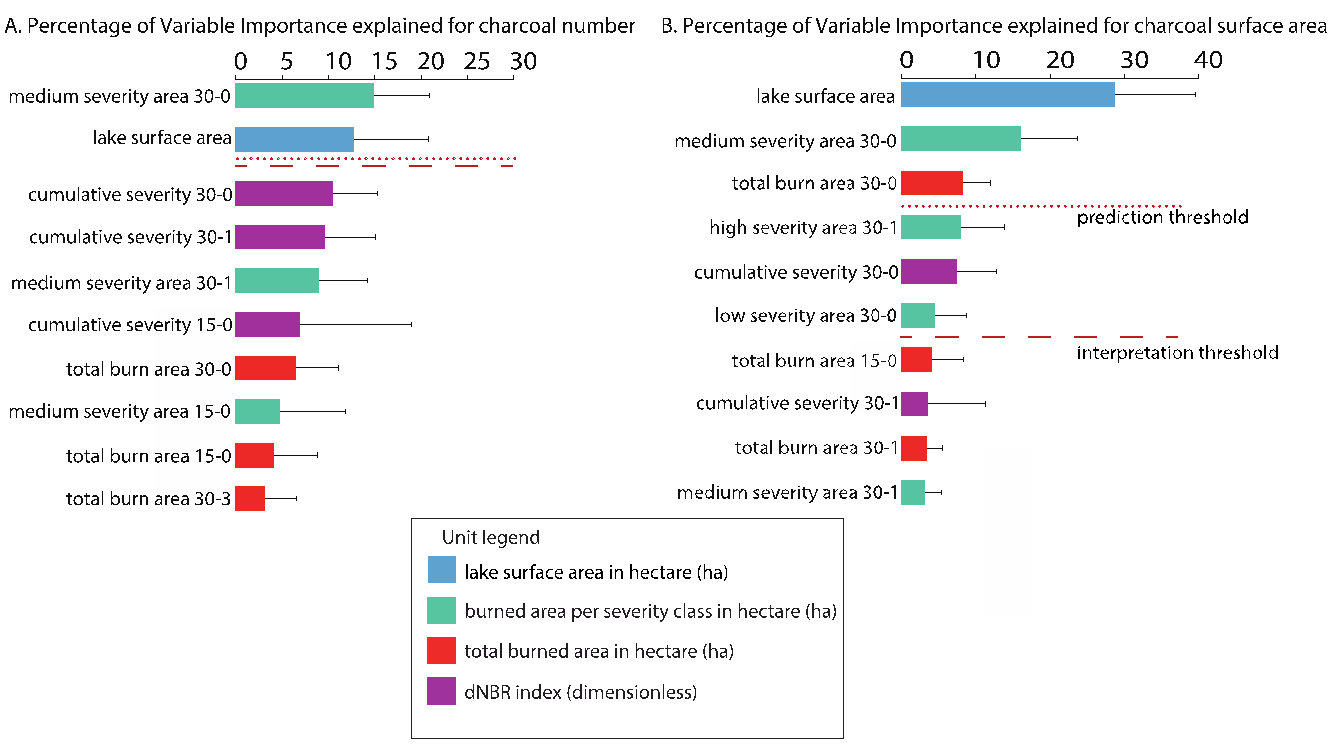 A. Percentage of Variable Importance explained for charcoal number
0 5 10 15 20 25 30
medium severity area 30-0
lake surface area
cumulative severity 30-0
cumulative severity 30-1
medium severity area 30-1
cumulative severity 15-0
total burn area 30-0
medium severity area 15-0
total burn area 15-0
total burn area 30-3
B. Percentage of Variable Importance explained for charcoal surface area
0 10 20 30 40
lake surface area
medium severity area 30-0
total burn area 30-0
prediction threshold
high severity area 30-1
cumulative severity 30-0
low severity area 30-0
interpretation threshold
total burn area 15-0
cumulative severity 30-1
total burn area 30-1
medium severity area 30-1
Unit legend
lake surface area in hectare (ha)
burned area per severity class in hectare (ha)
total burned area in hectare (ha)
dNBR index (dimensionless)